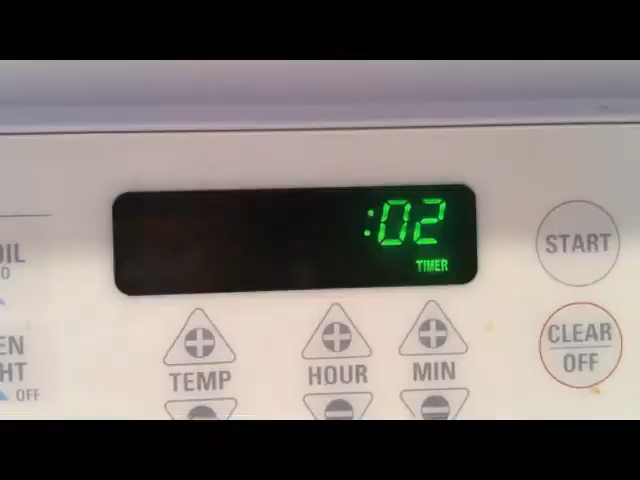 :02
TIMER
START
CLEAR
OFF
TEMP
HOUR
MIN
OFF